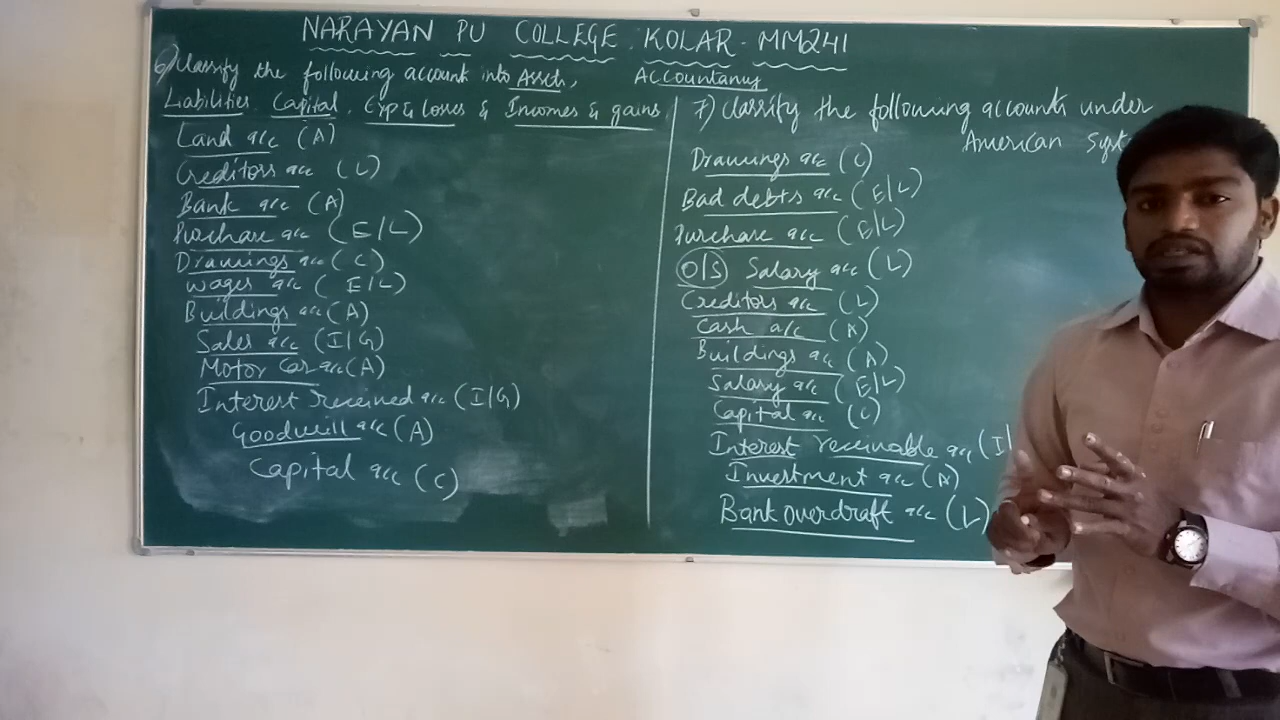 NARAYAN PU COLLEGE. KOLAR - MM241
6) Classify the following account into Assets,
Liabilities. Capital. Exp & losses & Incomes & gains.
Land a/c (A)
Creditors a/c (L)
Bank a/c (A)
Purchase a/c (E/L)
Drawings a/c (C)
Wages a/c (E/L)
Buildings a/c (A)
Sales a/c (I/G)
Motor Car a/c (A)
Interest received a/c (I/G)
Goodwill a/c (A)
Capital a/c (C)
Accountancy
7) Classify the following accounts under
American Syst
Drawings a/c (C)
Bad debts a/c (E/L)
Purchase a/c (E/L)
O/S Salary a/c (L)
Creditors a/c (L)
Cash a/c (A)
Buildings a/c (A)
Salary a/c (E/L)
Capital a/c (C)
Interest receivable a/c (I/
Investment a/c (A)
Bank overdraft a/c (L)